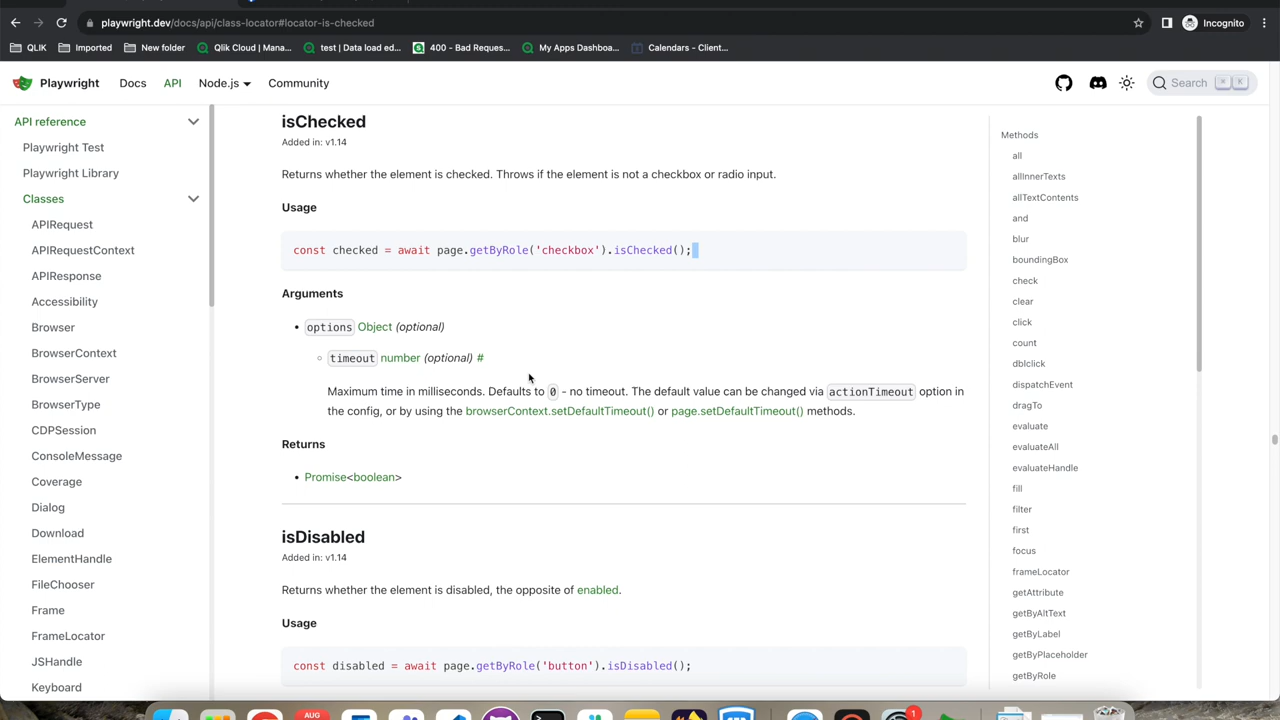 playwright.dev/docs/api/class-locator#locator-is-checked
Incognito
QLIK
Imported
New folder
Qlik Cloud | Mana...
test | Data load ed...
400 - Bad Reques...
My Apps Dashboa...
Calendars - Client...
Playwright
Docs
API
Node.js
Community
Search
⌘ K
API reference
Playwright Test
Playwright Library
Classes
APIRequest
APIRequestContext
APIResponse
Accessibility
Browser
BrowserContext
BrowserServer
BrowserType
CDPSession
ConsoleMessage
Coverage
Dialog
Download
ElementHandle
FileChooser
Frame
FrameLocator
JSHandle
Keyboard
isChecked
Added in: v1.14
Returns whether the element is checked. Throws if the element is not a checkbox or radio input.
Usage
const checked = await page.getByRole('checkbox').isChecked();
Arguments
options Object (optional)
timeout number (optional) #
Maximum time in milliseconds. Defaults to 0 - no timeout. The default value can be changed via actionTimeout option in
the config, or by using the browserContext.setDefaultTimeout() or page.setDefaultTimeout() methods.
Returns
Promise<boolean>
isDisabled
Added in: v1.14
Returns whether the element is disabled, the opposite of enabled.
Usage
const disabled = await page.getByRole('button').isDisabled();
Methods
all
allInnerTexts
allTextContents
and
blur
boundingBox
check
clear
click
count
dblclick
dispatchEvent
dragTo
evaluate
evaluateAll
evaluateHandle
fill
filter
first
focus
frameLocator
getAttribute
getByAltText
getByLabel
getByPlaceholder
getByRole
AUG
1